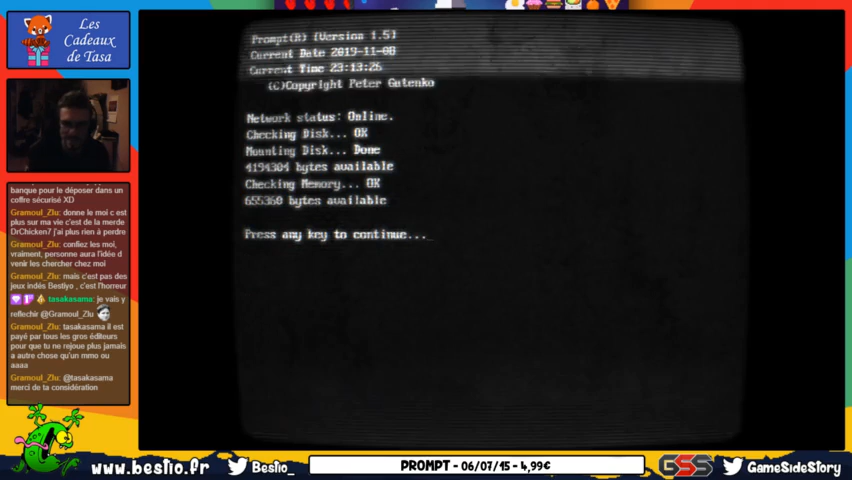 Les
Cadeaux
de Tasa
Prompt(R) (Version 1.5)
Current Date 2019-11-08
Current Time 23:13:26
(C)Copyright Peter Gutenko
Network status: Online.
Checking Disk... OK
Mounting Disk... Done
4194304 bytes available
Checking Memory... OK
655360 bytes available
Press any key to continue..._
banque pour le déposer dans un
coffre sécurisé XD
Gramoul_Zlu: donne le moi c est
plus sur ma vie c'est de la merde
DrChicken7 j'ai plus rien à perdre
Gramoul_Zlu: confiez les moi,
vraiment, personne aura l'idée d
venir les chercher chez moi
Gramoul_Zlu: mais c'est pas des
jeux indés Bestiyo , c'est l'horreur
tasakasama: je vais y
reflechir @Gramoul_Zlu
Gramoul_Zlu: tasakasama il est
payé par tous les gros éditeurs
pour que tu ne rejoue plus jamais
a autre chose qu'un mmo ou
aaaa
Gramoul_Zlu: @tasakasama
merci de ta considération
www.bestio.fr
Bestio_
PROMPT - 06/07/15 - 4,99€
GSS
GameSideStory